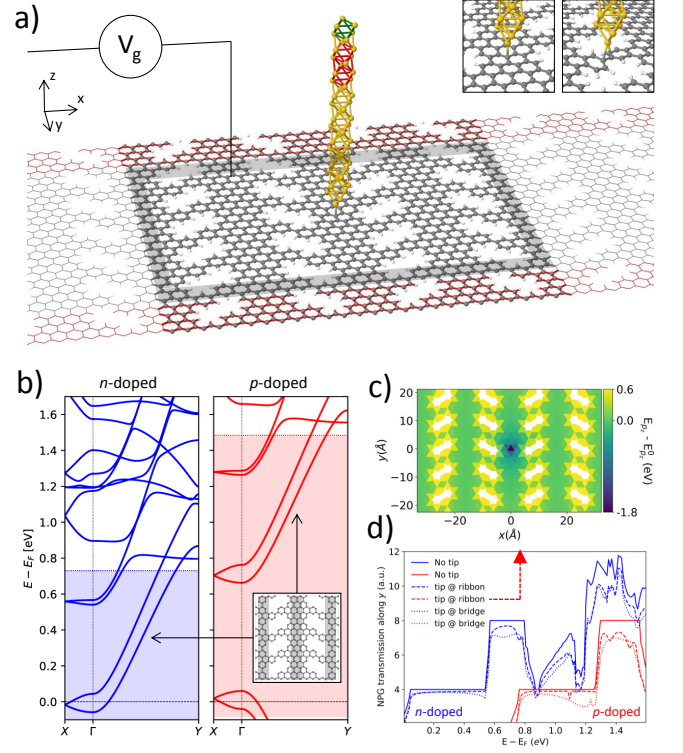 a)
V_g
z
x
y
b)
n-doped
p-doped
E − E_F [eV]
1.6
1.4
1.2
1.0
0.8
0.6
0.4
0.2
0.0
X Γ Y
X Γ Y
c)
y(Å)
20
10
0
−10
−20
−20 0 20
x(Å)
0.6
0.0
−1.8
E_{p_z} - E^0_{p_z} (eV)
d)
NPG transmission along y (a.u.)
12
10
8
6
4
2
No tip
No tip
tip @ ribbon
tip @ ribbon
tip @ bridge
tip @ bridge
n-doped
p-doped
0.2 0.4 0.6 0.8 1.0 1.2 1.4
E − E_F (eV)